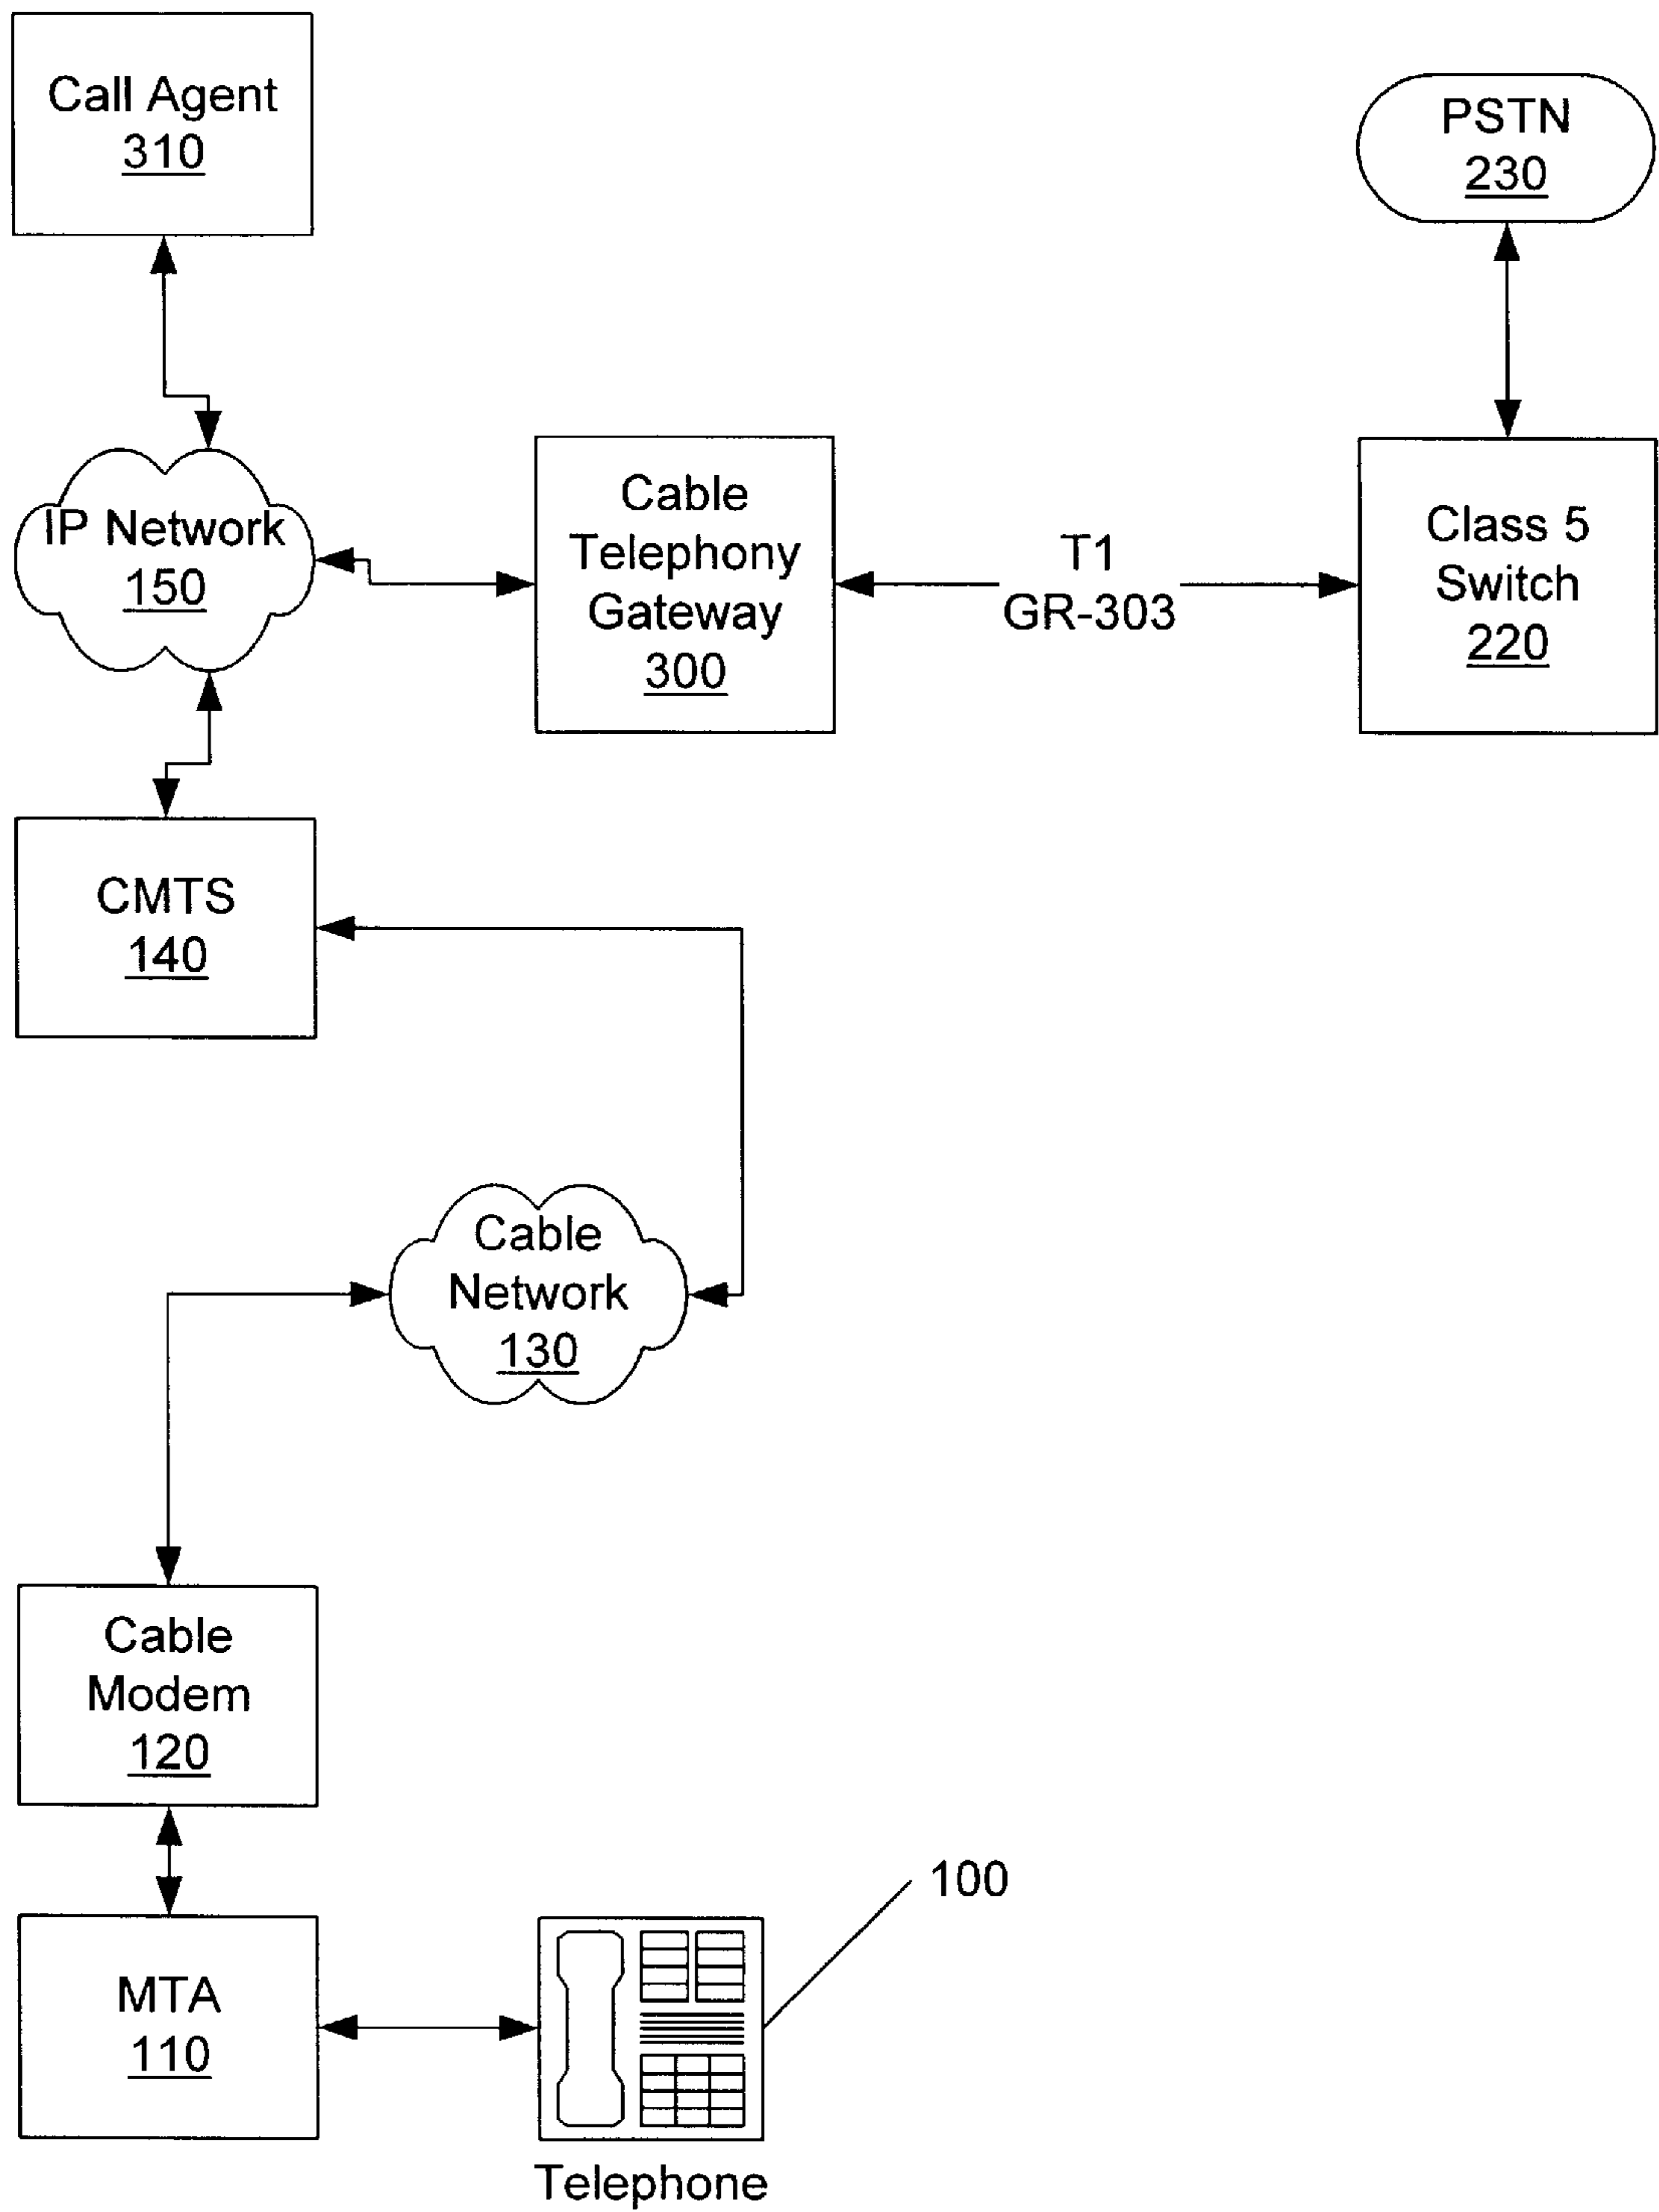 Call Agent
310
PSTN
230
IP Network
150
Cable
Telephony
Gateway
300
T1
GR-303
Class 5
Switch
220
CMTS
140
Cable
Network
130
Cable
Modem
120
100
MTA
110
Telephone